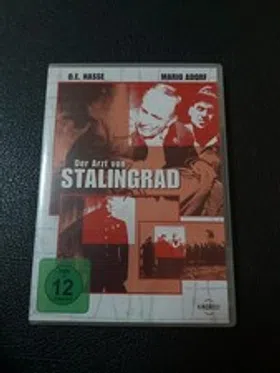 O.E. HASSE MARIO ADORF
Der Arzt von
STALINGRAD
12